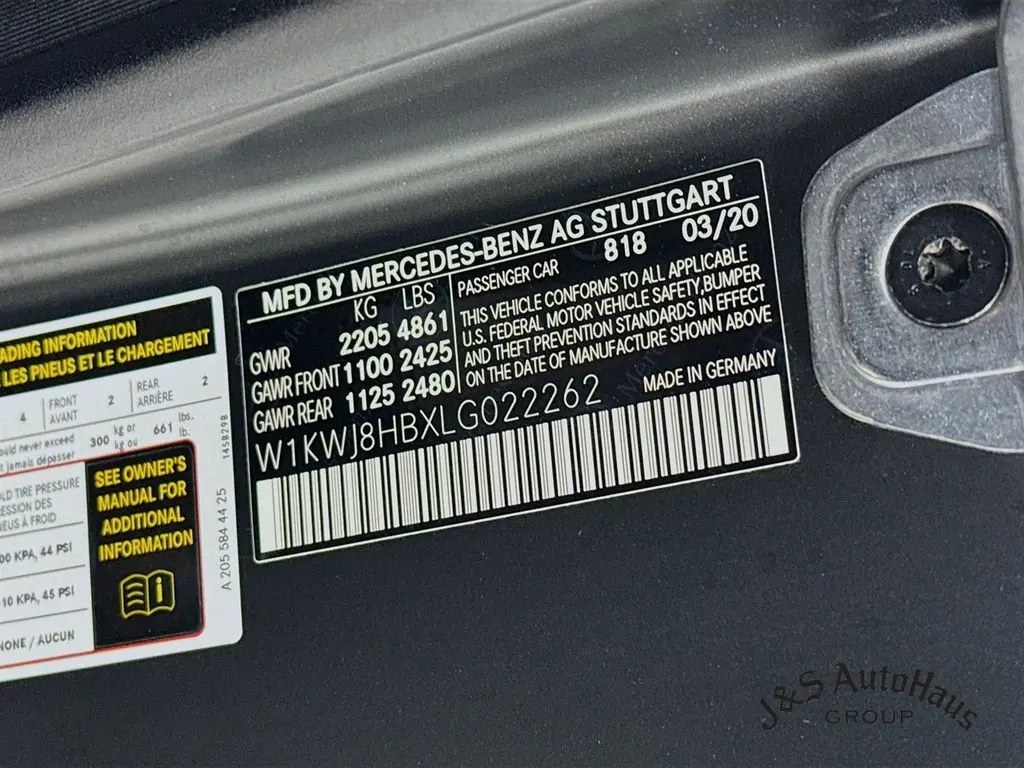 MFD BY MERCEDES-BENZ AG STUTTGART
KG LBS
GVWR 2205 4861
GAWR FRONT 1100 2425
GAWR REAR 1125 2480
PASSENGER CAR 818 03/20
THIS VEHICLE CONFORMS TO ALL APPLICABLE
U.S. FEDERAL MOTOR VEHICLE SAFETY, BUMPER
AND THEFT PREVENTION STANDARDS IN EFFECT
ON THE DATE OF MANUFACTURE SHOWN ABOVE
W1KWJ8HBXLG022262
MADE IN GERMANY
ADING INFORMATION
LES PNEUS ET LE CHARGEMENT
4 FRONT AVANT 2 REAR ARRIÈRE 2
ould never exceed 300 kg or 661 lbs.
t jamais dépasser kg ou lb.
LD TIRE PRESSURE
ESSION DES
NEUS À FROID
00 KPA, 44 PSI
10 KPA, 45 PSI
NONE / AUCUN
SEE OWNER'S
MANUAL FOR
ADDITIONAL
INFORMATION
1458298
A 205 584 44 25
J&S AutoHaus
GROUP